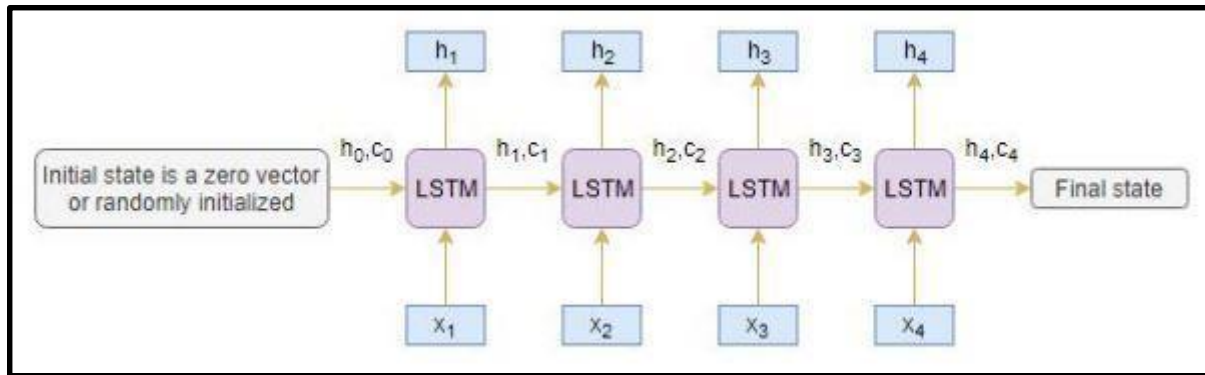 h₁ h₂ h₃ h₄
h₀,c₀ h₁,c₁ h₂,c₂ h₃,c₃ h₄,c₄
Initial state is a zero vector
or randomly initialized
LSTM LSTM LSTM LSTM
Final state
x₁ x₂ x₃ x₄